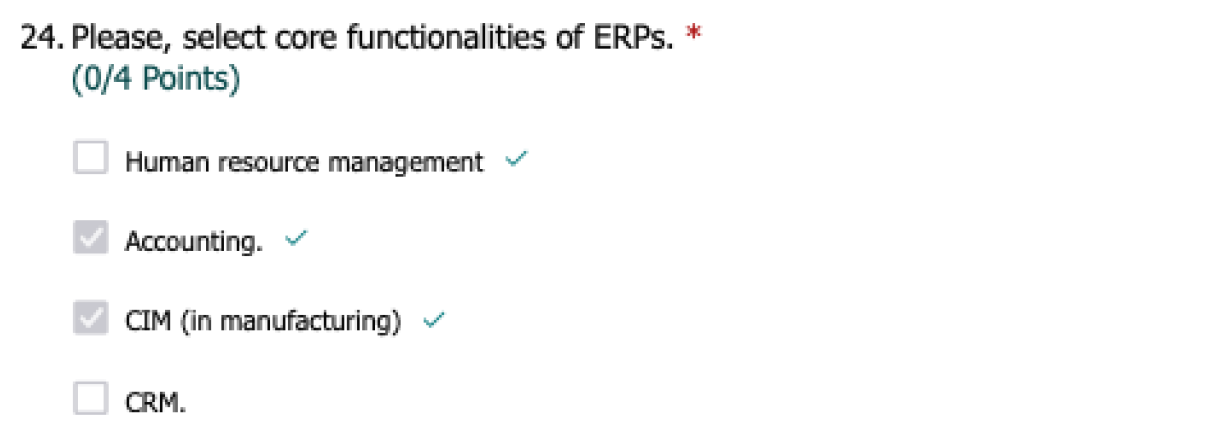 24. Please, select core functionalities of ERPs. *
(0/4 Points)
Human resource management
Accounting.
CIM (in manufacturing)
CRM.